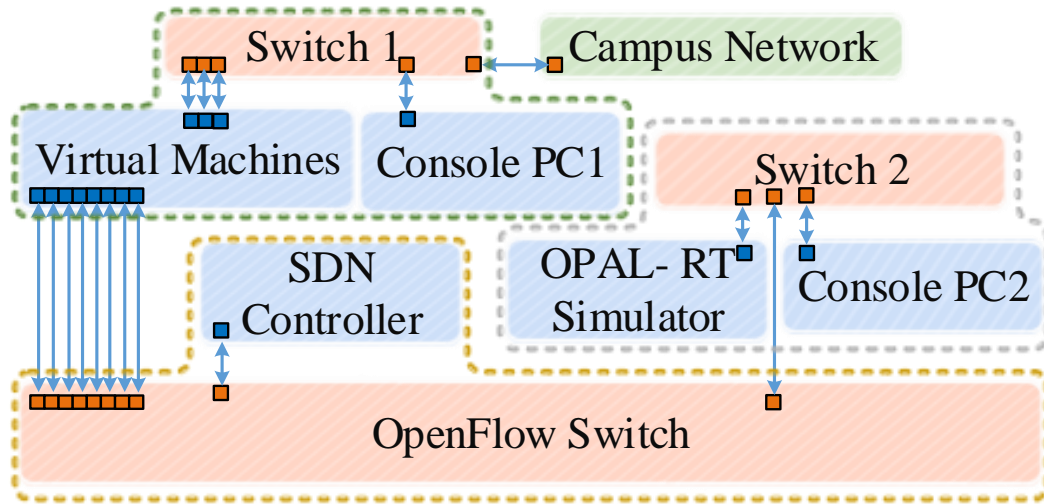 Switch 1
Campus Network
Virtual Machines
Console PC1
Switch 2
SDN
Controller
OPAL- RT
Simulator
Console PC2
OpenFlow Switch